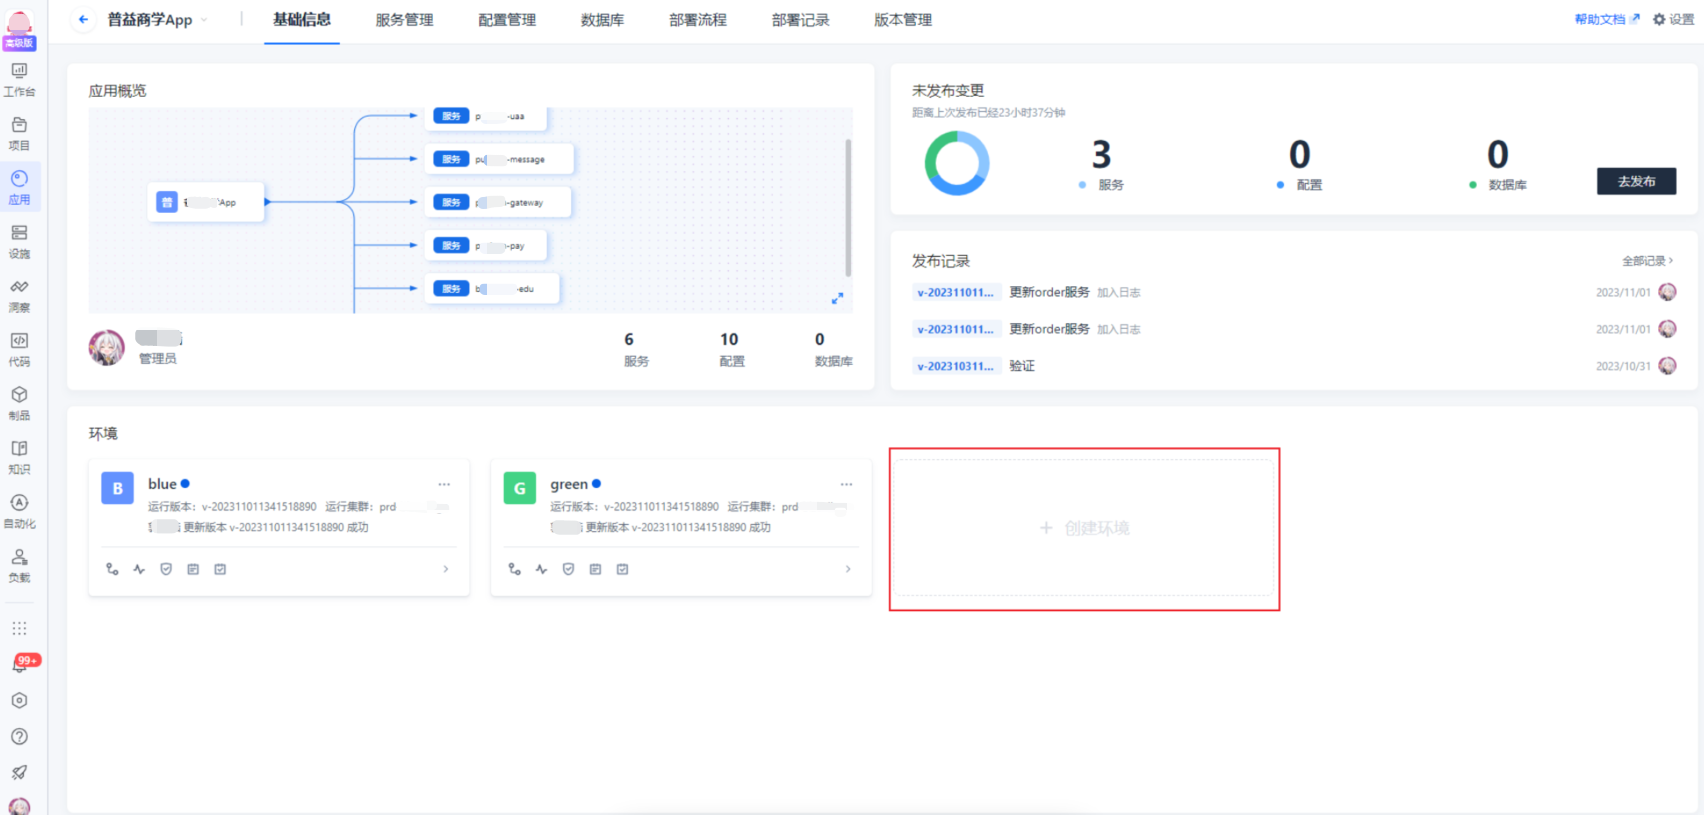 普益商学App
基础信息
服务管理
配置管理
数据库
部署流程
部署记录
版本管理
帮助文档
设置
高级版
工作台
项目
应用
设施
洞察
代码
制品
知识
自动化
负载
99+
应用概览
普
App
服务 p -uaa
服务 pu -message
服务 p -gateway
服务 p -pay
服务 b -edu
管理员
6
服务
10
配置
0
数据库
未发布变更
距离上次发布已经23小时37分钟
3
服务
0
配置
0
数据库
去发布
发布记录
全部记录
v-202311011... 更新order服务 加入日志 2023/11/01
v-202311011... 更新order服务 加入日志 2023/11/01
v-202310311... 验证 2023/10/31
环境
B
blue
运行版本：v-202311011341518890 运行集群：prd
更新版本 v-202311011341518890 成功
G
green
运行版本：v-202311011341518890 运行集群：prd
更新版本 v-202311011341518890 成功
+ 创建环境